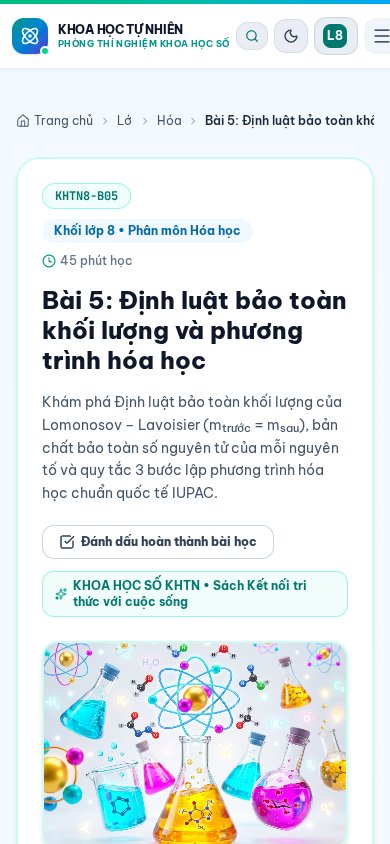 KHOA HỌC TỰ NHIÊN
PHÒNG THÍ NGHIỆM KHOA HỌC SỐ
L8
Trang chủ > Lớ > Hóa > Bài 5: Định luật bảo toàn
KHTN8-B05
Khối lớp 8 • Phân môn Hóa học
45 phút học
Bài 5: Định luật bảo toàn
khối lượng và phương
trình hóa học
Khám phá Định luật bảo toàn khối lượng của
Lomonosov – Lavoisier (mtrước = msau), bản
chất bảo toàn số nguyên tử của mỗi nguyên
tố và quy tắc 3 bước lập phương trình hóa
học chuẩn quốc tế IUPAC.
Đánh dấu hoàn thành bài học
KHOA HỌC SỐ KHTN • Sách Kết nối tri
thức với cuộc sống
H₂O